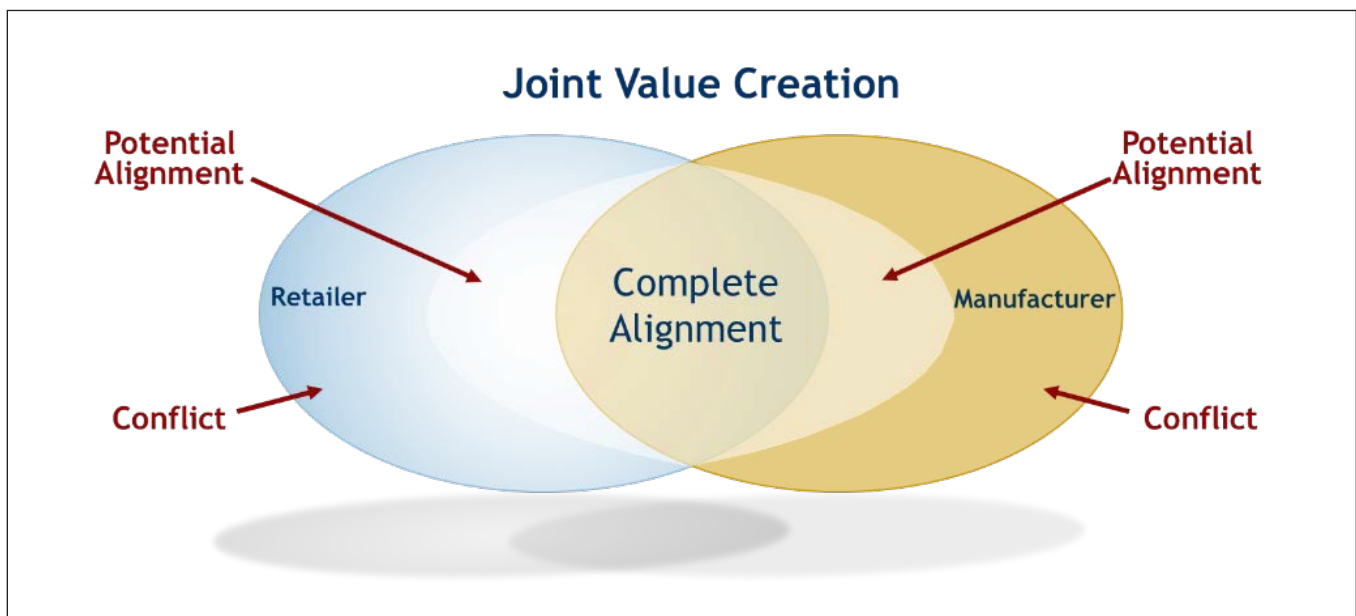 Joint Value Creation
Potential
Alignment
Potential
Alignment
Retailer
Complete
Alignment
Manufacturer
Conflict
Conflict